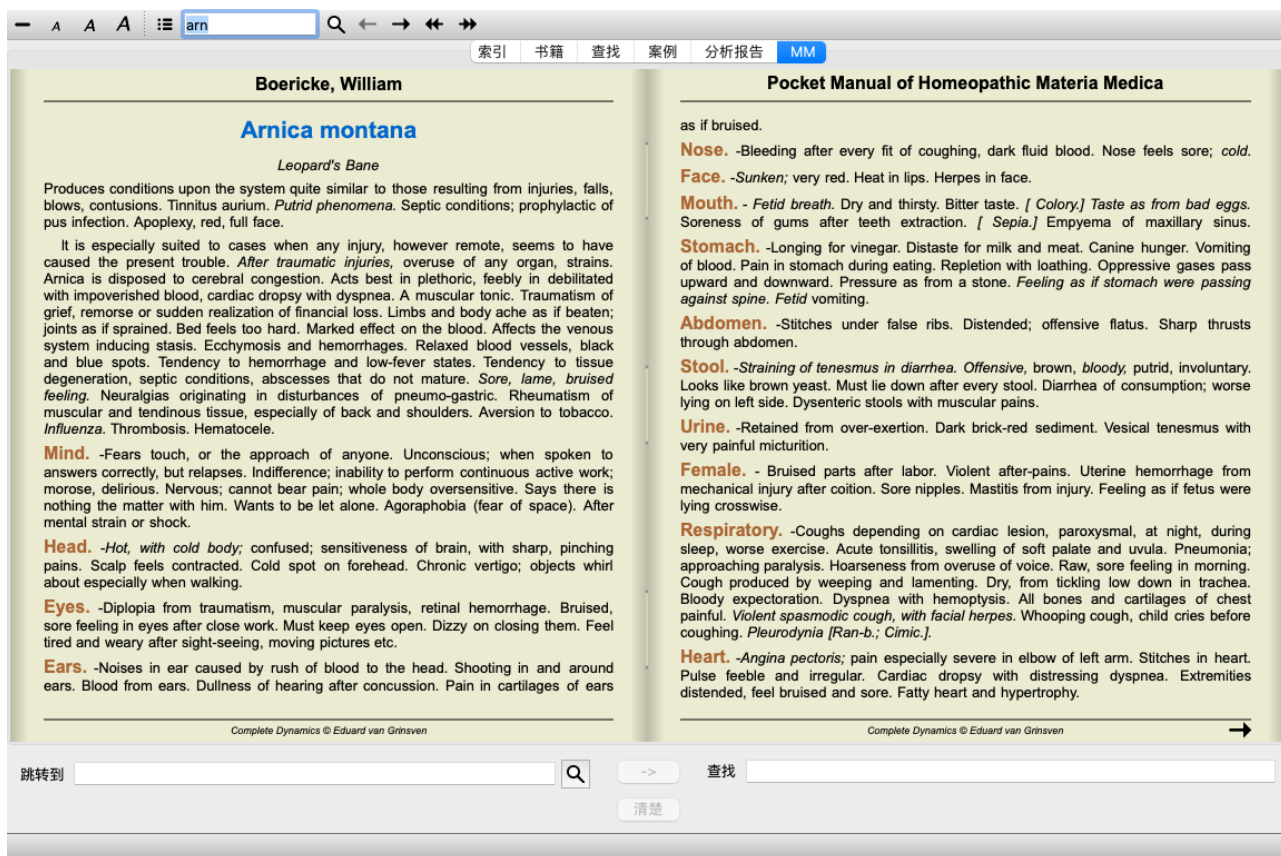 A A A arn
索引 书籍 查找 案例 分析报告 MM
Boericke, William
Arnica montana
Leopard's Bane
Produces conditions upon the system quite similar to those resulting from injuries, falls,
blows, contusions. Tinnitus aurium. Putrid phenomena. Septic conditions; prophylactic of
pus infection. Apoplexy, red, full face.
It is especially suited to cases when any injury, however remote, seems to have
caused the present trouble. After traumatic injuries, overuse of any organ, strains.
Arnica is disposed to cerebral congestion. Acts best in plethoric, feebly in debilitated
with impoverished blood, cardiac dropsy with dyspnea. A muscular tonic. Traumatism of
grief, remorse or sudden realization of financial loss. Limbs and body ache as if beaten;
joints as if sprained. Bed feels too hard. Marked effect on the blood. Affects the venous
system inducing stasis. Ecchymosis and hemorrhages. Relaxed blood vessels, black
and blue spots. Tendency to hemorrhage and low-fever states. Tendency to tissue
degeneration, septic conditions, abscesses that do not mature. Sore, lame, bruised
feeling. Neuralgias originating in disturbances of pneumo-gastric. Rheumatism of
muscular and tendinous tissue, especially of back and shoulders. Aversion to tobacco.
Influenza. Thrombosis. Hematocele.
Mind. -Fears touch, or the approach of anyone. Unconscious; when spoken to
answers correctly, but relapses. Indifference; inability to perform continuous active work;
morose, delirious. Nervous; cannot bear pain; whole body oversensitive. Says there is
nothing the matter with him. Wants to be let alone. Agoraphobia (fear of space). After
mental strain or shock.
Head. -Hot, with cold body; confused; sensitiveness of brain, with sharp, pinching
pains. Scalp feels contracted. Cold spot on forehead. Chronic vertigo; objects whirl
about especially when walking.
Eyes. -Diplopia from traumatism, muscular paralysis, retinal hemorrhage. Bruised,
sore feeling in eyes after close work. Must keep eyes open. Dizzy on closing them. Feel
tired and weary after sight-seeing, moving pictures etc.
Ears. -Noises in ear caused by rush of blood to the head. Shooting in and around
ears. Blood from ears. Dullness of hearing after concussion. Pain in cartilages of ears
Complete Dynamics © Eduard van Grinsven
Pocket Manual of Homeopathic Materia Medica
as if bruised.
Nose. -Bleeding after every fit of coughing, dark fluid blood. Nose feels sore; cold.
Face. -Sunken; very red. Heat in lips. Herpes in face.
Mouth. - Fetid breath. Dry and thirsty. Bitter taste. [ Colory.] Taste as from bad eggs.
Soreness of gums after teeth extraction. [ Sepia.] Empyema of maxillary sinus.
Stomach. -Longing for vinegar. Distaste for milk and meat. Canine hunger. Vomiting
of blood. Pain in stomach during eating. Repletion with loathing. Oppressive gases pass
upward and downward. Pressure as from a stone. Feeling as if stomach were passing
against spine. Fetid vomiting.
Abdomen. -Stitches under false ribs. Distended; offensive flatus. Sharp thrusts
through abdomen.
Stool. -Straining of tenesmus in diarrhea. Offensive, brown, bloody, putrid, involuntary.
Looks like brown yeast. Must lie down after every stool. Diarrhea of consumption; worse
lying on left side. Dysenteric stools with muscular pains.
Urine. -Retained from over-exertion. Dark brick-red sediment. Vesical tenesmus with
very painful micturition.
Female. - Bruised parts after labor. Violent after-pains. Uterine hemorrhage from
mechanical injury after coition. Sore nipples. Mastitis from injury. Feeling as if fetus were
lying crosswise.
Respiratory. -Coughs depending on cardiac lesion, paroxysmal, at night, during
sleep, worse exercise. Acute tonsillitis, swelling of soft palate and uvula. Pneumonia;
approaching paralysis. Hoarseness from overuse of voice. Raw, sore feeling in morning.
Cough produced by weeping and lamenting. Dry, from tickling low down in trachea.
Bloody expectoration. Dyspnea with hemoptysis. All bones and cartilages of chest
painful. Violent spasmodic cough, with facial herpes. Whooping cough, child cries before
coughing. Pleurodynia [Ran-b.; Cimic.].
Heart. -Angina pectoris; pain especially severe in elbow of left arm. Stitches in heart.
Pulse feeble and irregular. Cardiac dropsy with distressing dyspnea. Extremities
distended, feel bruised and sore. Fatty heart and hypertrophy.
Complete Dynamics © Eduard van Grinsven
跳转到 -> 查找
清楚